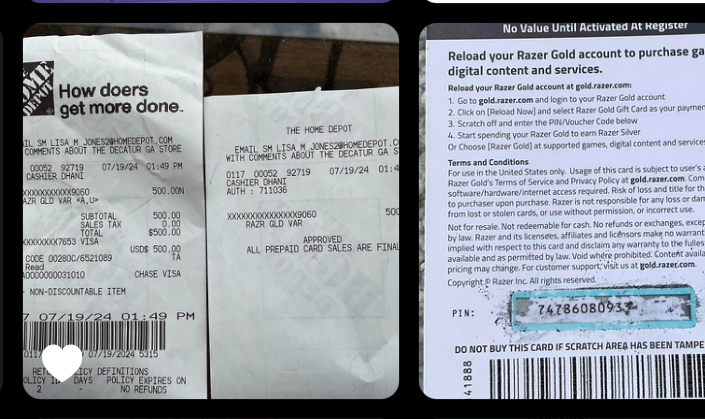 THE HOME DEPOT
How doers
get more done.
SM LISA M JONES2@HOMEDEPOT.COM
COMMENTS ABOUT THE DECATUR GA STORE
00052 92719 07/19/24 01:49 PM
CASHIER DHANI
XXXXXXXXXX9060 500.00N
RAZR GLD VAR <A,U>
SUBTOTAL 500.00
SALES TAX 0.00
TOTAL $500.00
XXXXXXXX7653 VISA
USD$ 500.00
CODE 00280C/6521089 TA
Read
CHASE VISA
NON-DISCOUNTABLE ITEM
07/19/24 01:49 PM
07/19/2024 5315
POLICY DEFINITIONS
DAYS POLICY EXPIRES ON
2 - NO REFUNDS
THE HOME DEPOT
EMAIL SM LISA M JONES2@HOMEDEPOT.C
WITH COMMENTS ABOUT THE DECATUR GA S
0117 00052 92719 07/19/24 01:4
CASHIER DHANI
AUTH : 711036
XXXXXXXXXXXXXX9060 500
RAZR GLD VAR
APPROVED
ALL PREPAID CARD SALES ARE FINAL
No Value Until Activated At Register
Reload your Razer Gold account to purchase ga
digital content and services.
Reload your Razer Gold account at gold.razer.com:
1. Go to gold.razer.com and login to your Razer Gold account
2. Click on [Reload Now] and select Razer Gold Gift Card as your paymen
3. Scratch off and enter the PIN/Voucher Code below
4. Start spending your Razer Gold to earn Razer Silver
Or Choose [Razer Gold] at supported games, digital content and services
Terms and Conditions
For use in the United States only. Usage of this card is subject to user's a
Razer Gold's Terms of Service and Privacy Policy at gold.razer.com. Com
software/hardware/internet access required. Risk of loss and title for th
to purchaser upon purchase. Razer is not responsible for any loss or dam
from lost or stolen cards, or use without permission, or incorrect use.
Not for resale. Not redeemable for cash. No refunds or exchanges, excep
by law. Razer and its licensees, affiliates and licensors make no warrant
implied with respect to this card and disclaim any warranty to the fulles
available and as permitted by law. Void where prohibited. Content availa
pricing may change. For customer support, visit us at gold.razer.com.
Copyright © Razer Inc. All rights reserved.
PIN:
DO NOT BUY THIS CARD IF SCRATCH AREA HAS BEEN TAMPE
41888